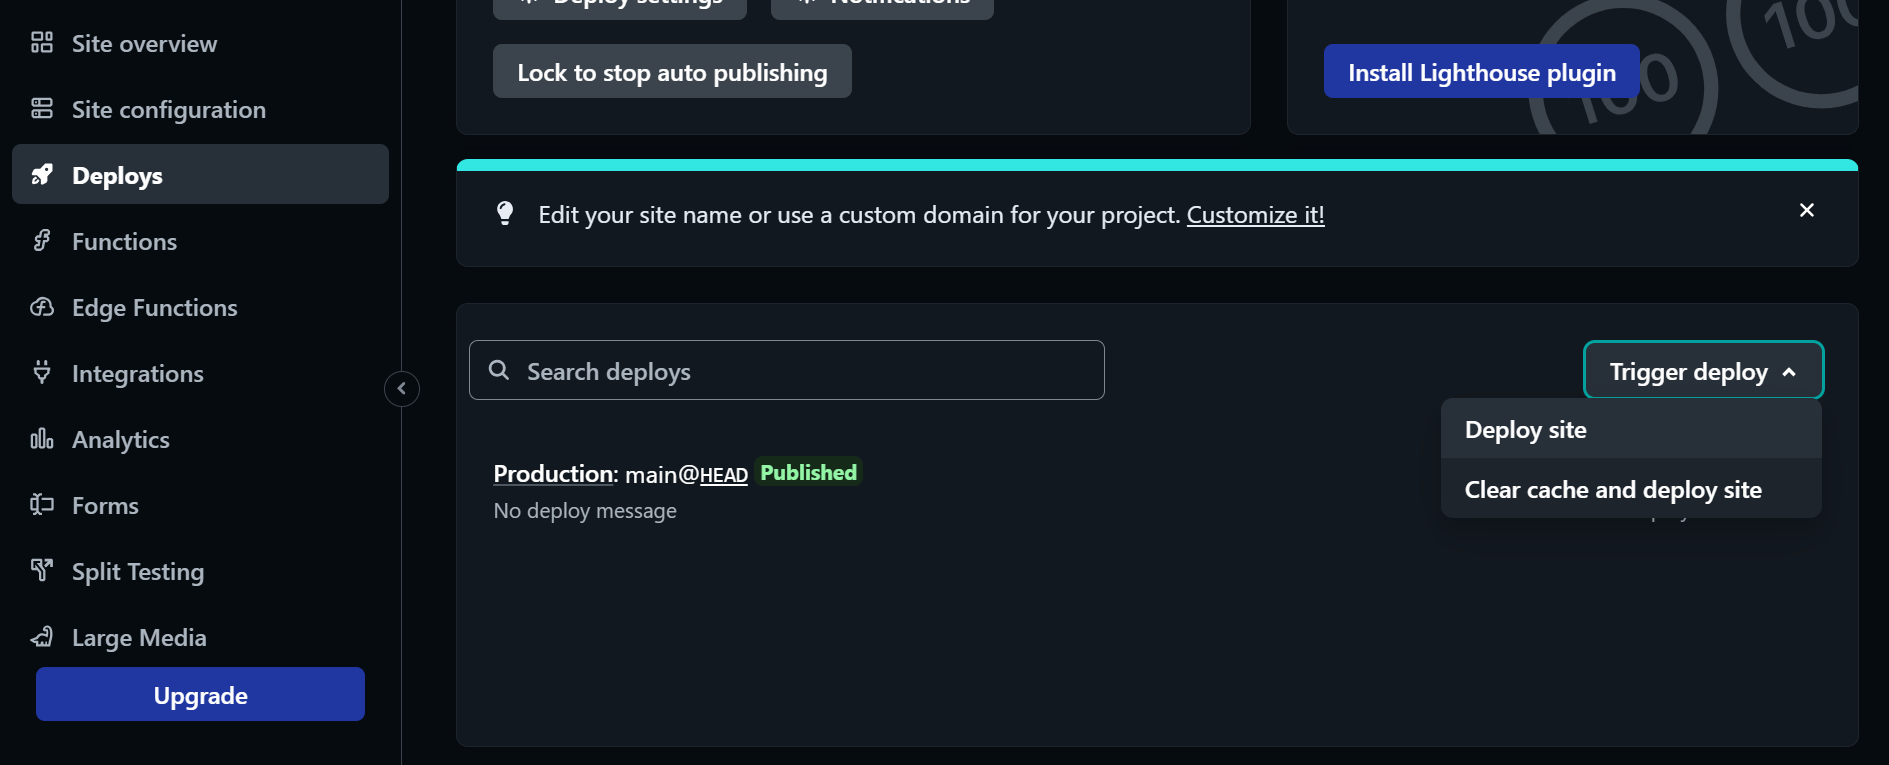 Site overview
Site configuration
Deploys
Functions
Edge Functions
Integrations
Analytics
Forms
Split Testing
Large Media
Upgrade
Deploy settings
Notifications
Lock to stop auto publishing
Install Lighthouse plugin
100
100
Edit your site name or use a custom domain for your project. Customize it!
Search deploys
Trigger deploy
Deploy site
Clear cache and deploy site
Production: main@HEAD Published
No deploy message